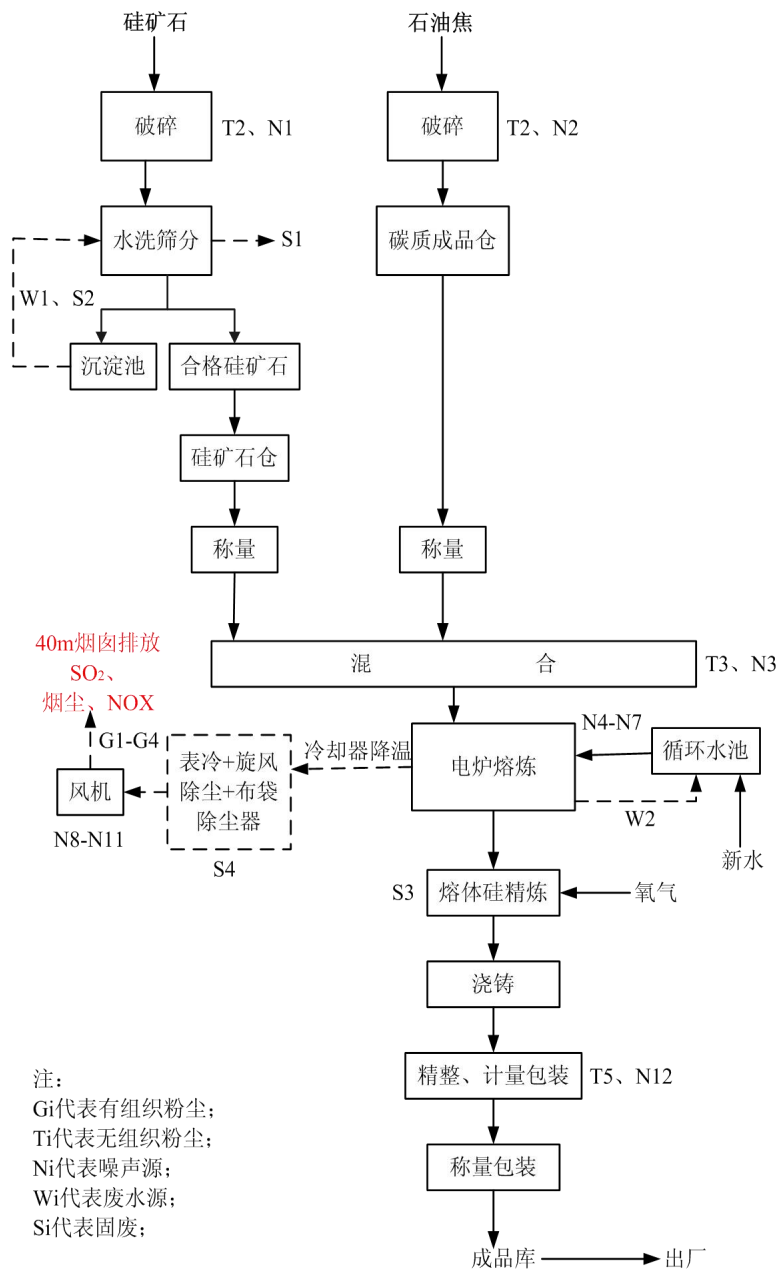 硅矿石
石油焦
破碎
T2、N1
破碎
T2、N2
水洗筛分
S1
碳质成品仓
W1、S2
沉淀池
合格硅矿石
硅矿石仓
称量
称量
40m烟囱排放
SO₂、
烟尘、NOX
混 合
T3、N3
G1-G4
风机
N8-N11
表冷+旋风
除尘+布袋
除尘器
S4
冷却器降温
电炉熔炼
N4-N7
循环水池
W2
新水
S3
熔体硅精炼
氧气
浇铸
精整、计量包装
T5、N12
称量包装
成品库
出厂
注：
Gi代表有组织粉尘；
Ti代表无组织粉尘；
Ni代表噪声源；
Wi代表废水源；
Si代表固废；